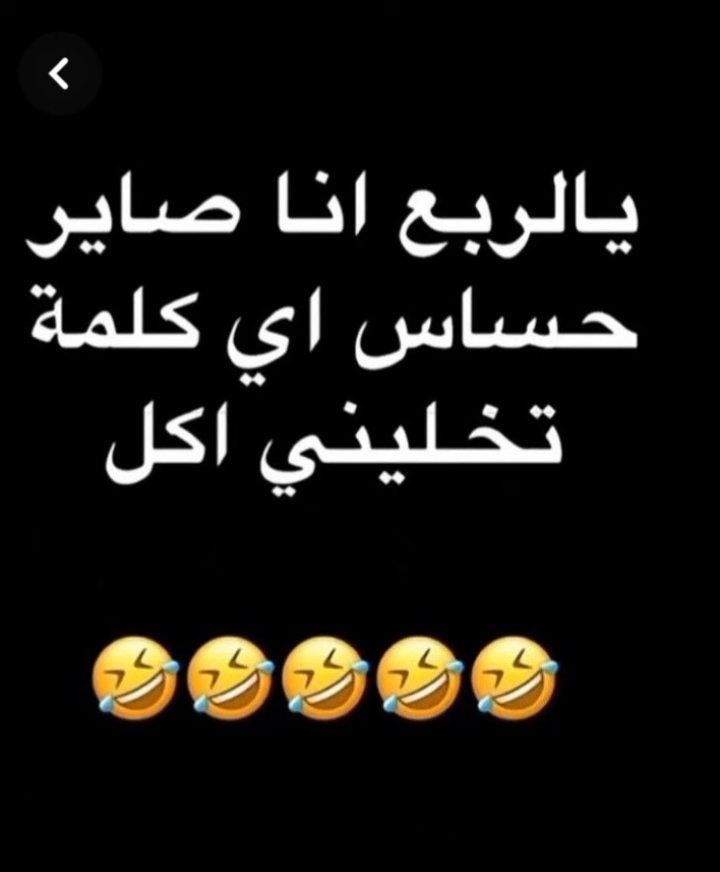 يالربع انا صاير
حساس اي كلمة
تخليني اكل
🤣🤣🤣🤣🤣